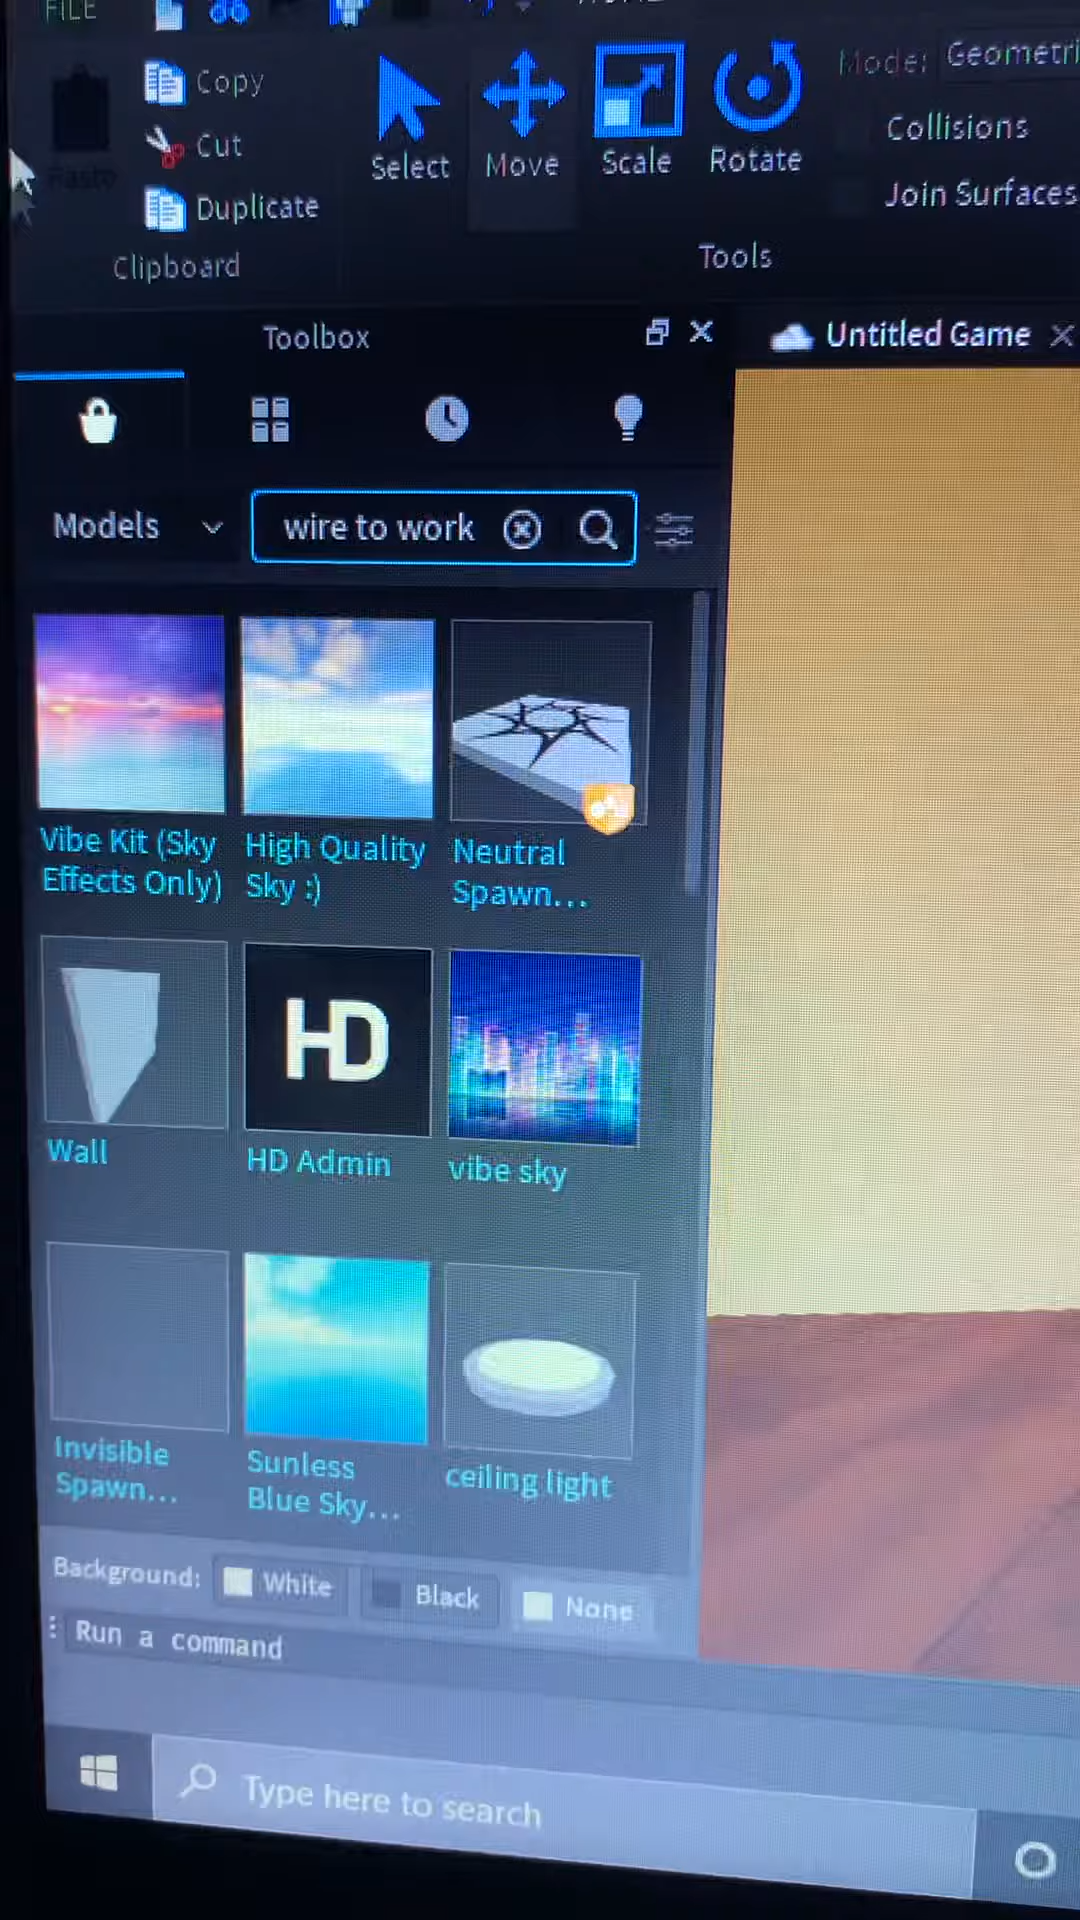 FILE
Copy
Cut
Paste
Duplicate
Clipboard
Select
Move
Scale
Rotate
Mode: Geometri
Collisions
Join Surfaces
Tools
Toolbox
Untitled Game
Models
wire to work
Vibe Kit (Sky
Effects Only)
High Quality
Sky :)
Neutral
Spawn...
Wall
HD
HD Admin
vibe sky
Invisible
Spawn...
Sunless
Blue Sky...
ceiling light
Background: White Black None
Run a command
Type here to search